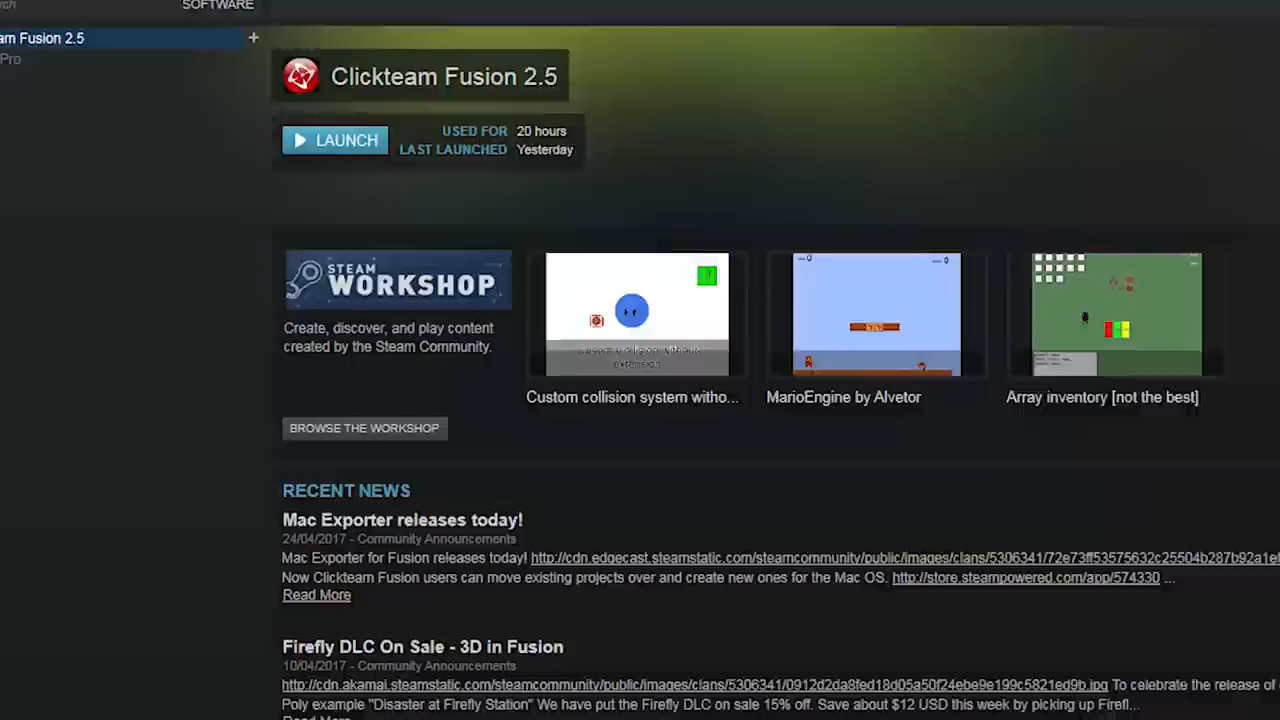 rch
SOFTWARE
am Fusion 2.5
+
Pro
Clickteam Fusion 2.5
LAUNCH
USED FOR 20 hours
LAST LAUNCHED Yesterday
STEAM
WORKSHOP
Create, discover, and play content
created by the Steam Community.
Custom collision without
extension
Custom collision system witho...
MarioEngine by Alvetor
Array inventory [not the best]
BROWSE THE WORKSHOP
RECENT NEWS
Mac Exporter releases today!
24/04/2017 - Community Announcements
Mac Exporter for Fusion releases today! http://cdn.edgecast.steamstatic.com/steamcommunity/public/images/clans/5306341/72e73ff53575632c25504b287b92a1ef
Now Clickteam Fusion users can move existing projects over and create new ones for the Mac OS. http://store.steampowered.com/app/574330 ...
Read More
Firefly DLC On Sale - 3D in Fusion
10/04/2017 - Community Announcements
http://cdn.akamai.steamstatic.com/steamcommunity/public/images/clans/5306341/0912d2da8fed18d05a50f24ebe9e199c5821ed9b.jpg To celebrate the release of
Poly example "Disaster at Firefly Station" We have put the Firefly DLC on sale 15% off. Save about $12 USD this week by picking up Firefl...
Read More